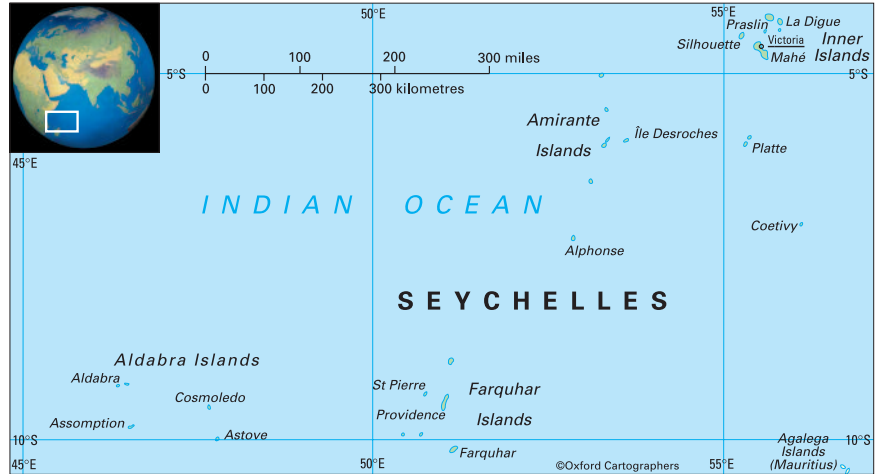 50°E
55°E
Praslin
La Digue
Silhouette
Victoria
Mahé
Inner
Islands
0 100 200 300 miles
0 100 200 300 kilometres
5°S
5°S
Amirante
Islands
Île Desroches
Platte
45°E
INDIAN OCEAN
Coetivy
Alphonse
SEYCHELLES
Aldabra Islands
Aldabra
Cosmoledo
Assomption
Astove
St Pierre
Providence
Farquhar
Islands
Farquhar
10°S
10°S
45°E
50°E
©Oxford Cartographers
55°E
Agalega
Islands
(Mauritius)